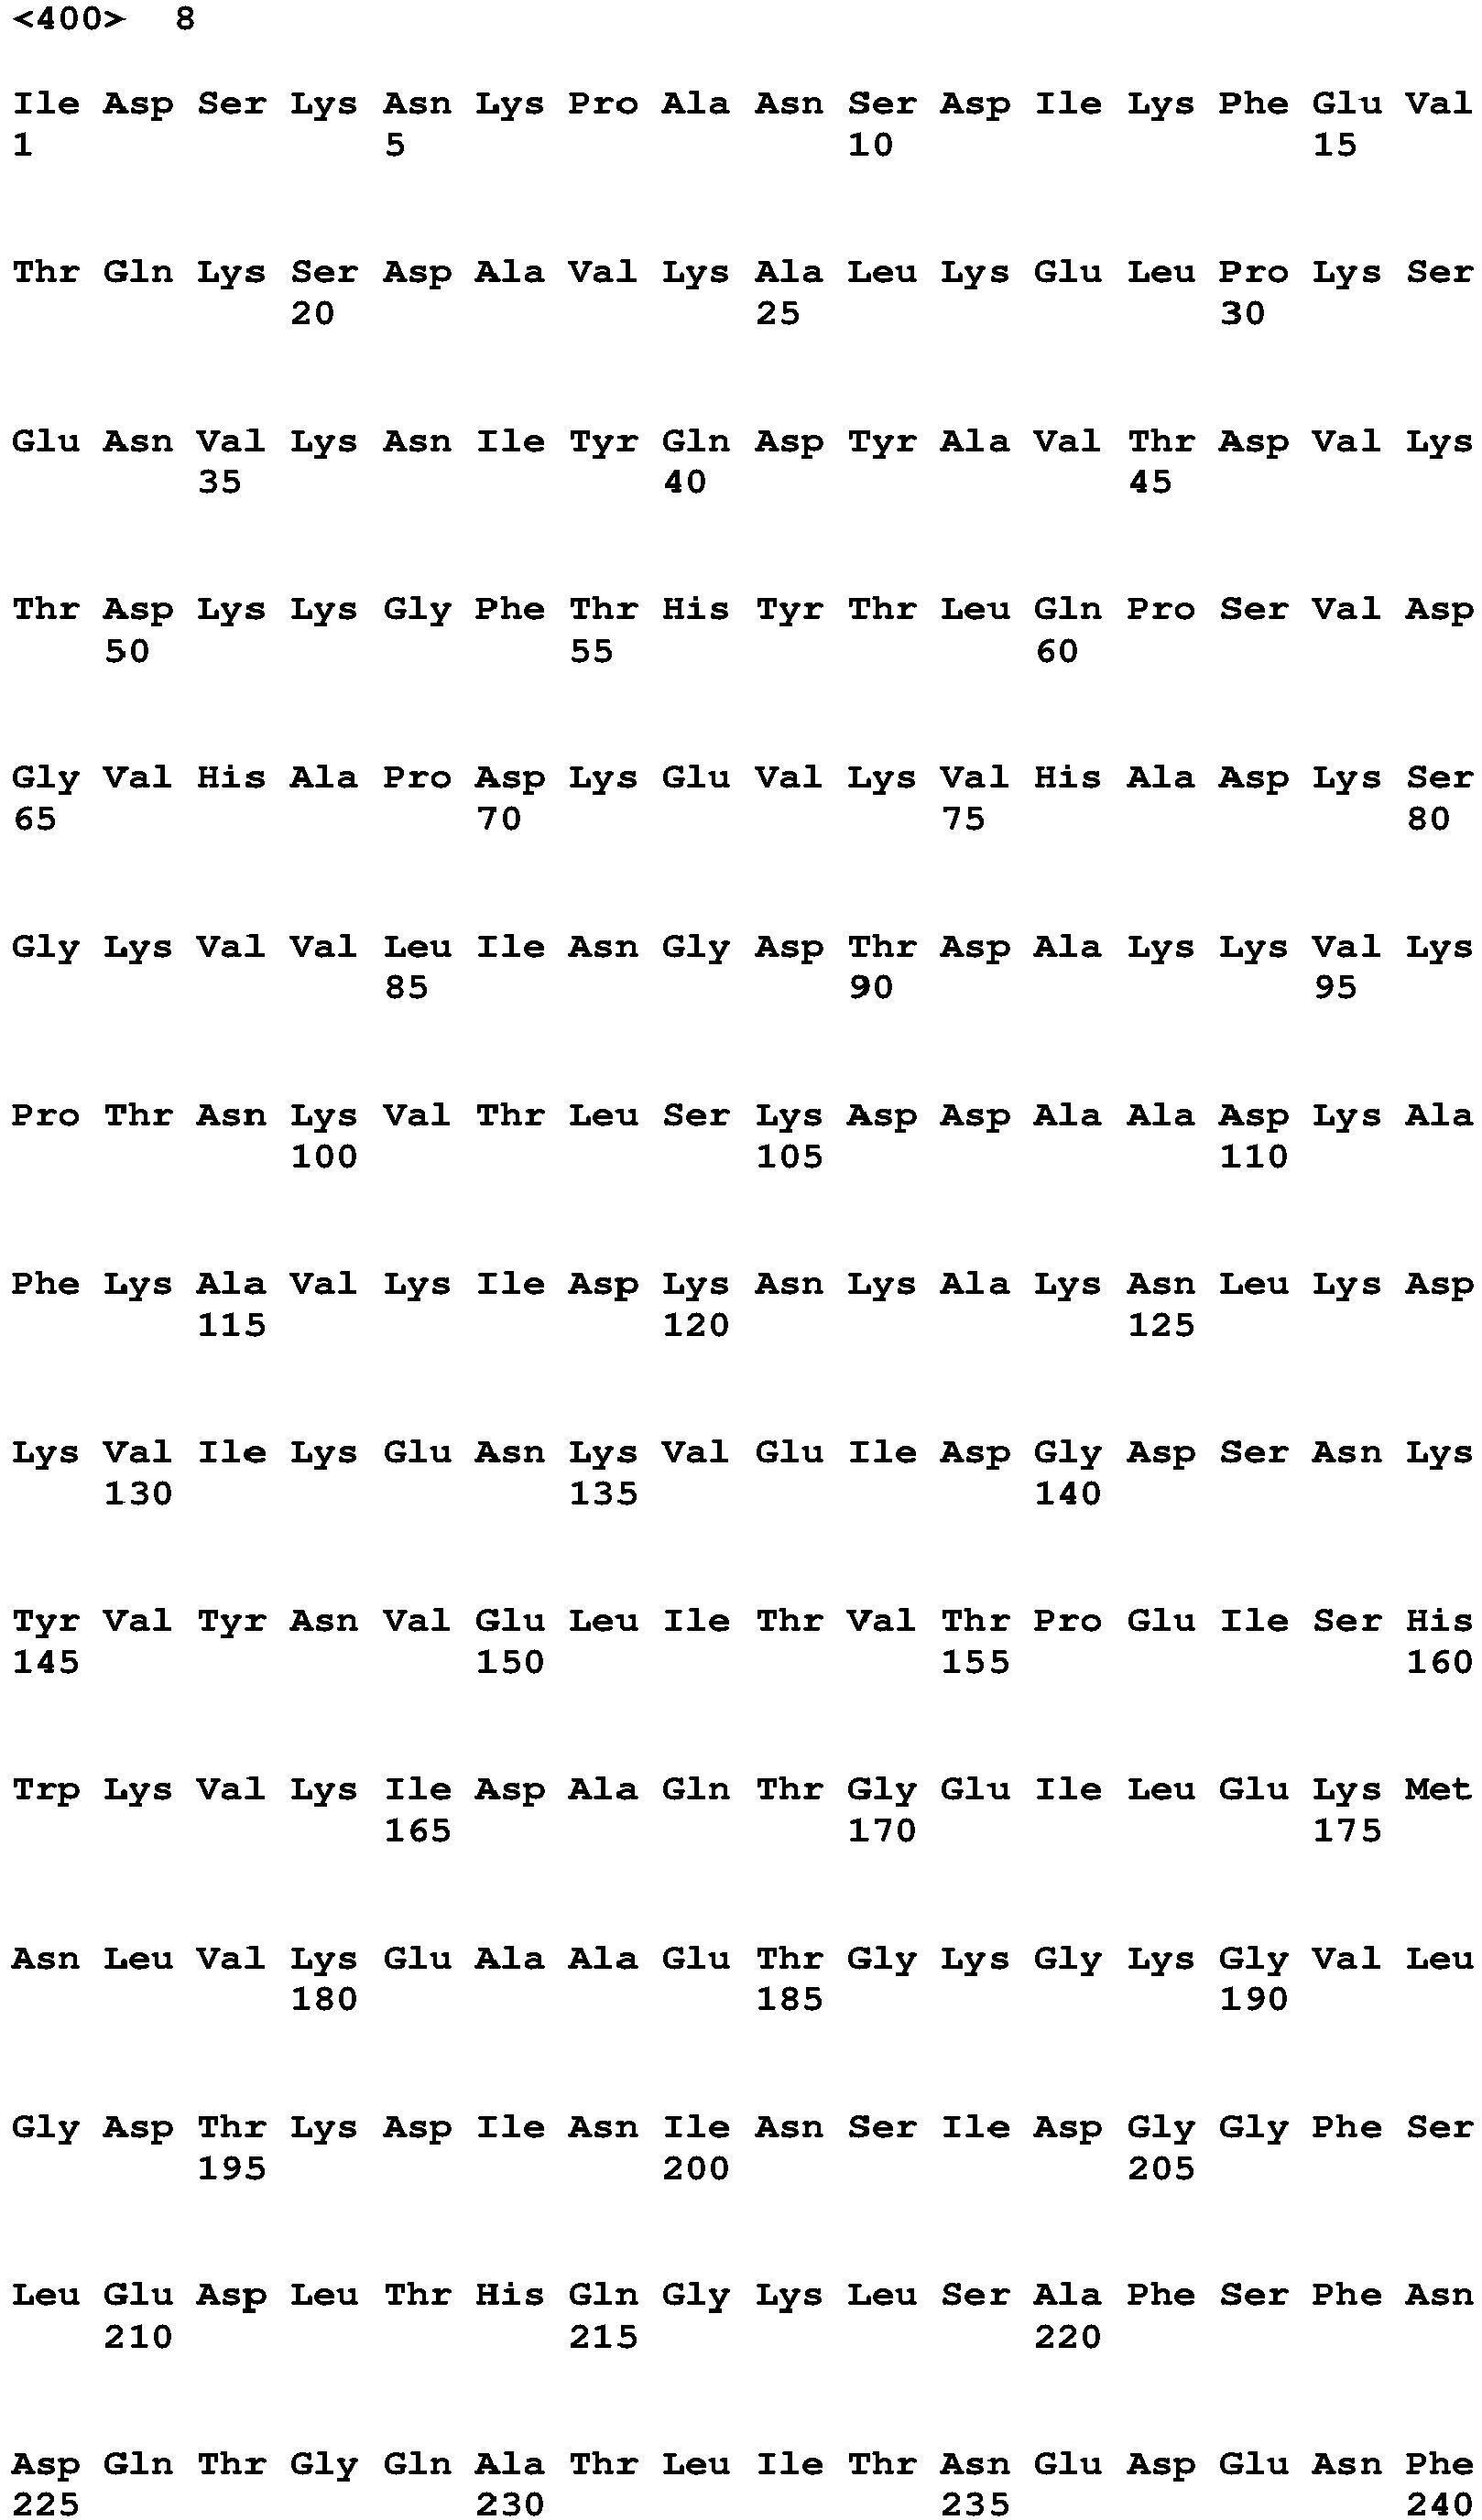 <400> 8
Ile Asp Ser Lys Asn Lys Pro Ala Asn Ser Asp Ile Lys Phe Glu Val
1 5 10 15
Thr Gln Lys Ser Asp Ala Val Lys Ala Leu Lys Glu Leu Pro Lys Ser
20 25 30
Glu Asn Val Lys Asn Ile Tyr Gln Asp Tyr Ala Val Thr Asp Val Lys
35 40 45
Thr Asp Lys Lys Gly Phe Thr His Tyr Thr Leu Gln Pro Ser Val Asp
50 55 60
Gly Val His Ala Pro Asp Lys Glu Val Lys Val His Ala Asp Lys Ser
65 70 75 80
Gly Lys Val Val Leu Ile Asn Gly Asp Thr Asp Ala Lys Lys Val Lys
85 90 95
Pro Thr Asn Lys Val Thr Leu Ser Lys Asp Asp Ala Ala Asp Lys Ala
100 105 110
Phe Lys Ala Val Lys Ile Asp Lys Asn Lys Ala Lys Asn Leu Lys Asp
115 120 125
Lys Val Ile Lys Glu Asn Lys Val Glu Ile Asp Gly Asp Ser Asn Lys
130 135 140
Tyr Val Tyr Asn Val Glu Leu Ile Thr Val Thr Pro Glu Ile Ser His
145 150 155 160
Trp Lys Val Lys Ile Asp Ala Gln Thr Gly Glu Ile Leu Glu Lys Met
165 170 175
Asn Leu Val Lys Glu Ala Ala Glu Thr Gly Lys Gly Lys Gly Val Leu
180 185 190
Gly Asp Thr Lys Asp Ile Asn Ile Asn Ser Ile Asp Gly Gly Phe Ser
195 200 205
Leu Glu Asp Leu Thr His Gln Gly Lys Leu Ser Ala Phe Ser Phe Asn
210 215 220
Asp Gln Thr Gly Gln Ala Thr Leu Ile Thr Asn Glu Asp Glu Asn Phe
225 230 235 240